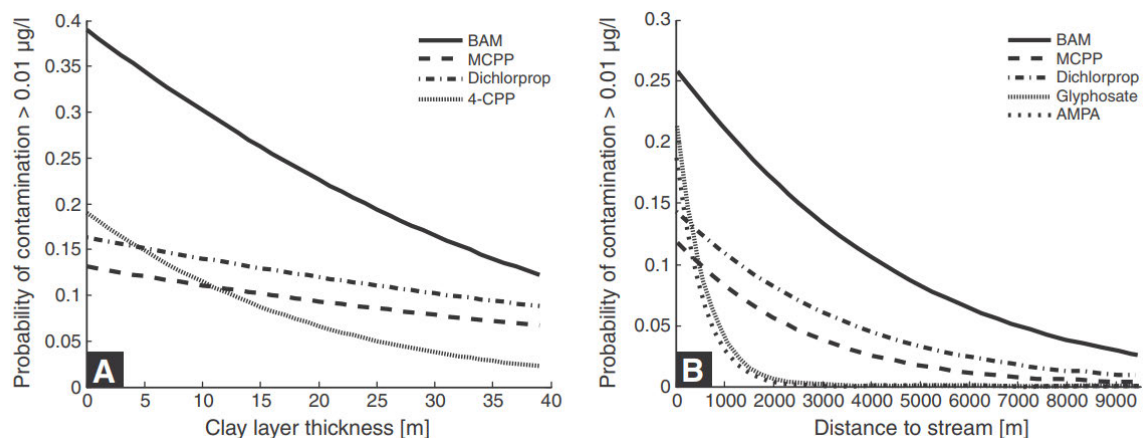 Probability of contamination > 0.01 µg/l
0.4
0.35
0.3
0.25
0.2
0.15
0.1
0.05
0
BAM
MCPP
Dichlorprop
4-CPP
A
0 5 10 15 20 25 30 35 40
Clay layer thickness [m]
Probability of contamination > 0.01 µg/l
0.3
0.25
0.2
0.15
0.1
0.05
0
BAM
MCPP
Dichlorprop
Glyphosate
AMPA
B
0 1000 2000 3000 4000 5000 6000 7000 8000 9000
Distance to stream [m]